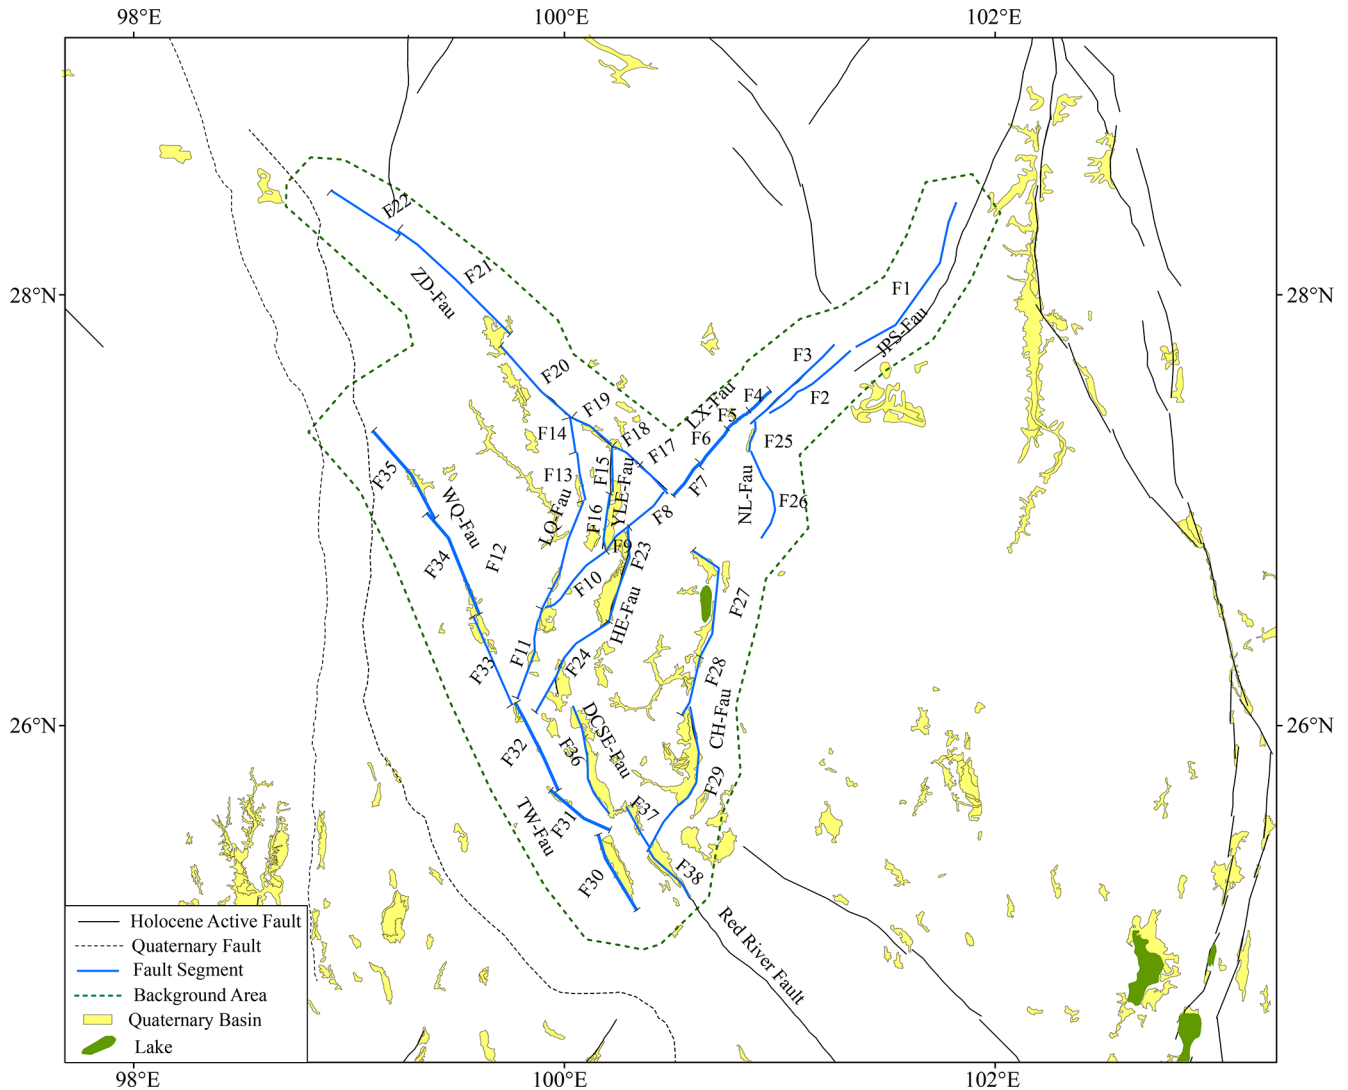 98°E
100°E
102°E
F22
F21
ZD-Fau
28°N
28°N
F1
JPS-Fau
F3
F20
F2
LX-Fau
F4
F19
F5
F14
F18
F6
F25
F17
F35
F13
F15
YLE-Fau
F7
NL-Fau
F26
WQ-Fau
LQ-Fau
F16
F8
F9
F23
F34
F12
F10
F27
HE-Fau
F11
F24
F33
F28
26°N
26°N
CH-Fau
DCSE-Fau
F32
F36
F29
TW-Fau
F31
F37
F30
F38
Red River Fault
Holocene Active Fault
Quaternary Fault
Fault Segment
Background Area
Quaternary Basin
Lake
98°E
100°E
102°E